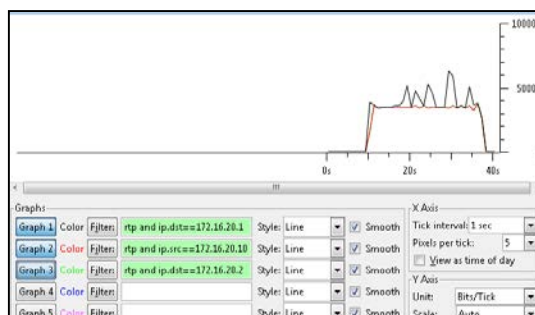 10000
5000
0s 20s 40s
Graphs
Graph 1 Color Filter: rtp and ip.dst==172.16.20.1 Style: Line Smooth
Graph 2 Color Filter: rtp and ip.src==172.16.20.10 Style: Line Smooth
Graph 3 Color Filter: rtp and ip.dst==172.16.20.2 Style: Line Smooth
Graph 4 Color Filter: Style: Line Smooth
Graph 5 Color Filter: Style: Line Smooth
X Axis
Tick interval: 1 sec
Pixels per tick: 5
View as time of day
Y Axis
Unit: Bits/Tick
Scale: Auto